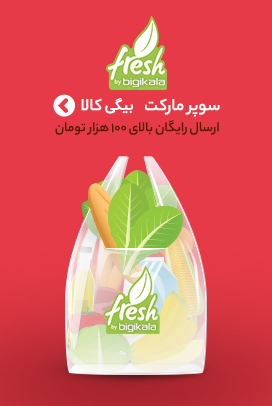 fresh
by bigikala
سوپر مارکت بیگی کالا
ارسال رایگان بالای ۱۰۰ هزار تومان
fresh
by bigikala